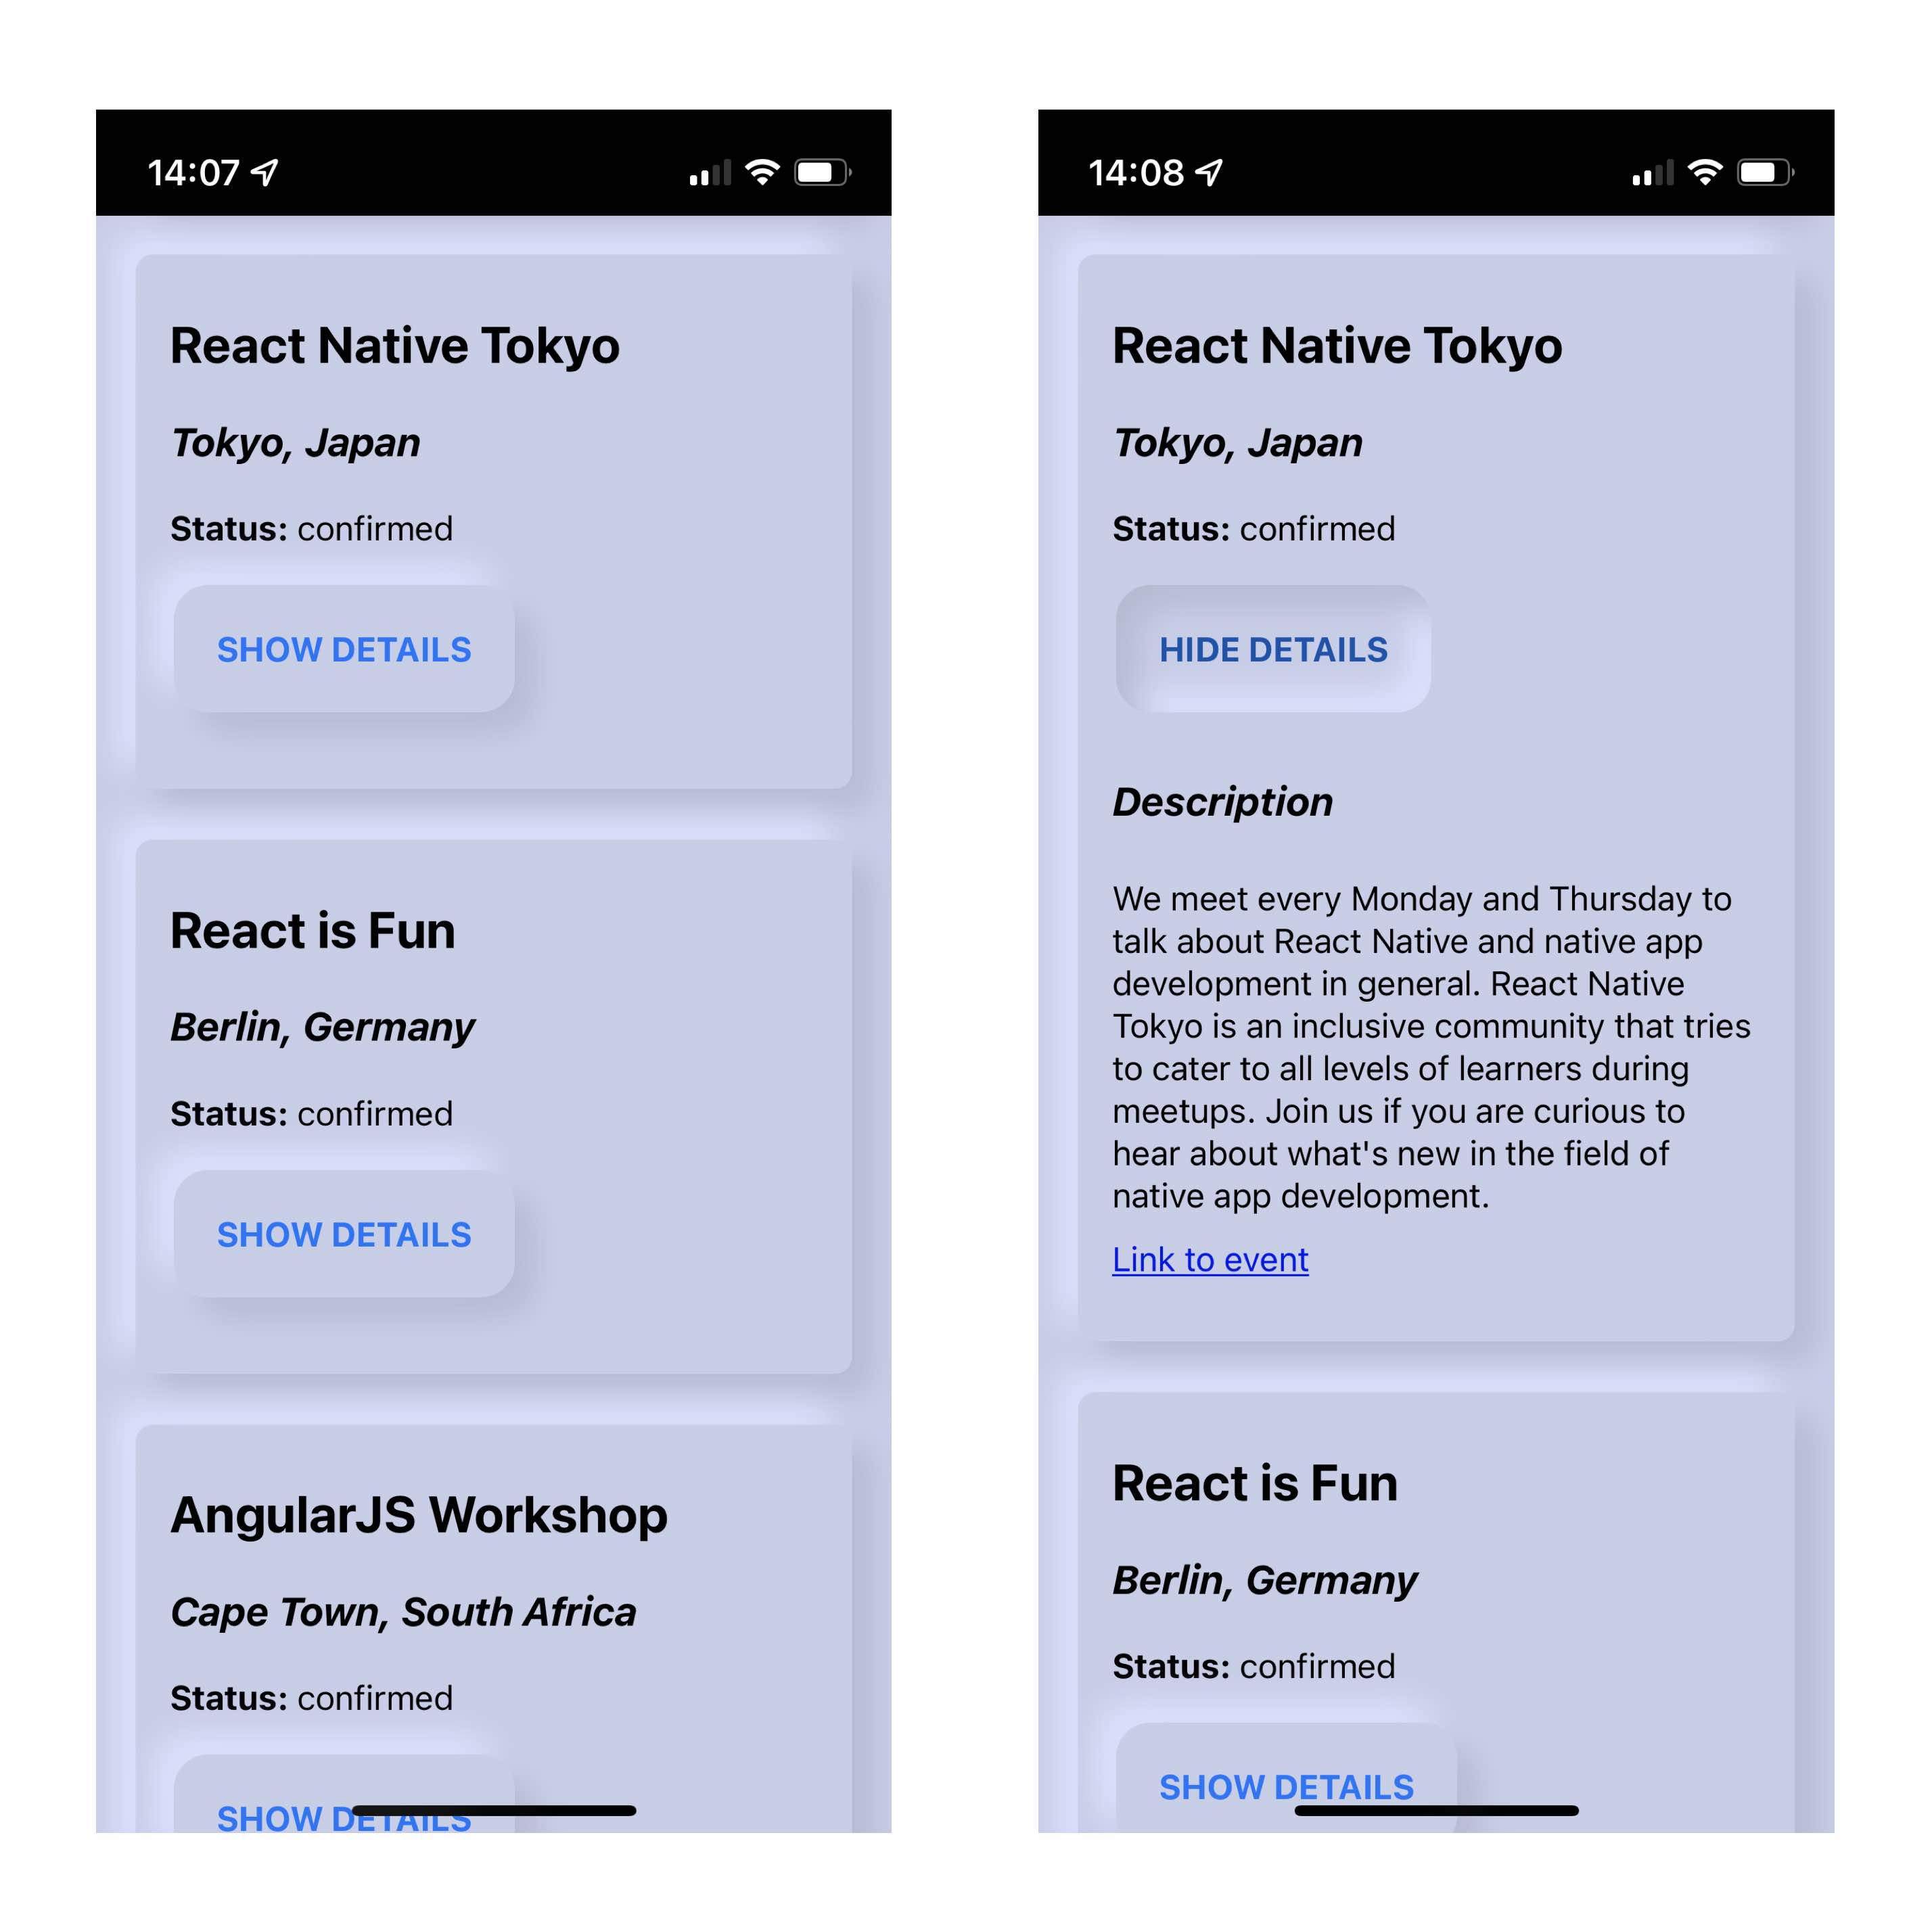 14:07
React Native Tokyo
Tokyo, Japan
Status: confirmed
SHOW DETAILS
React is Fun
Berlin, Germany
Status: confirmed
SHOW DETAILS
AngularJS Workshop
Cape Town, South Africa
Status: confirmed
SHOW DETAILS
14:08
React Native Tokyo
Tokyo, Japan
Status: confirmed
HIDE DETAILS
Description
We meet every Monday and Thursday to
talk about React Native and native app
development in general. React Native
Tokyo is an inclusive community that tries
to cater to all levels of learners during
meetups. Join us if you are curious to
hear about what's new in the field of
native app development.
Link to event
React is Fun
Berlin, Germany
Status: confirmed
SHOW DETAILS